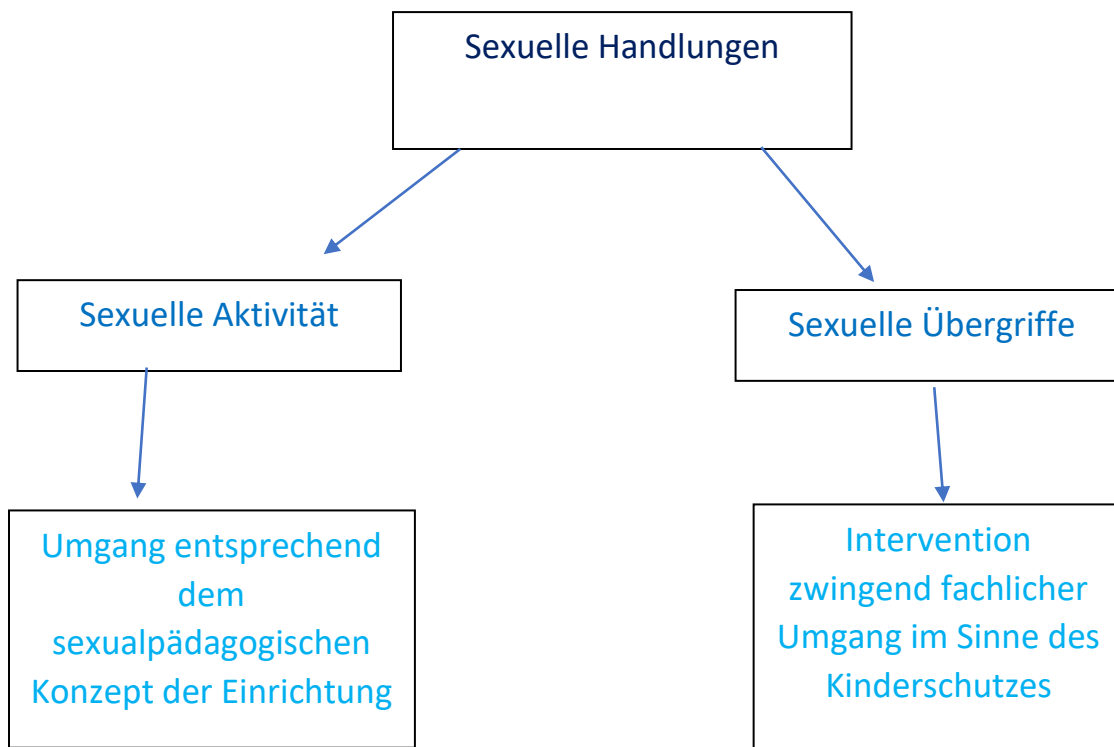 Sexuelle Handlungen
Sexuelle Aktivität
Sexuelle Übergriffe
Umgang entsprechend
dem
sexualpädagogischen
Konzept der Einrichtung
Intervention
zwingend fachlicher
Umgang im Sinne des
Kinderschutzes